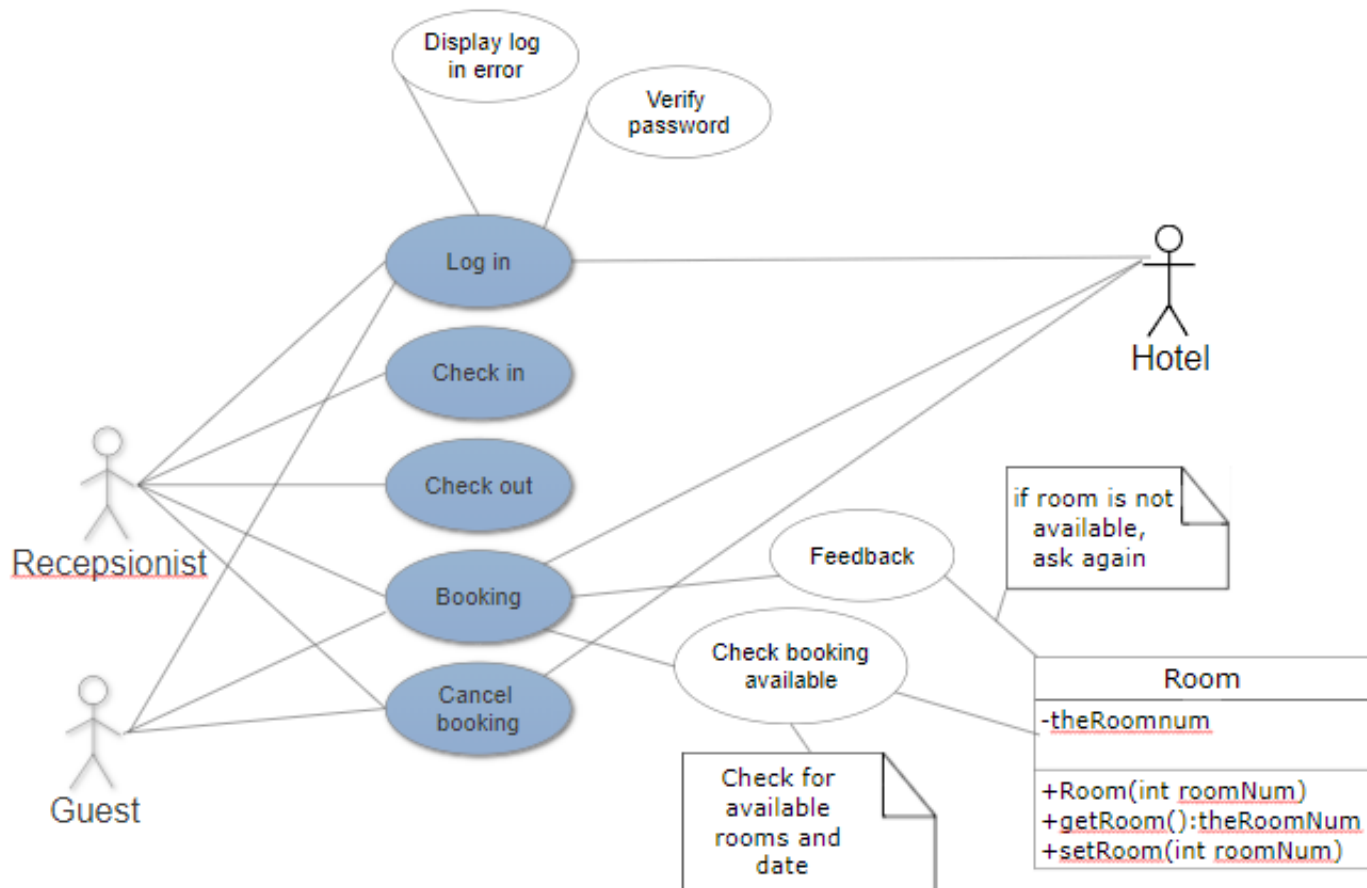 Display log
in error
Verify
password
Log in
Hotel
Check in
Check out
Recepsionist
if room is not
available,
ask again
Feedback
Booking
Check booking
available
Room
-theRoomnum
Cancel
booking
Guest
Check for
available
rooms and
date
+Room(int roomNum)
+getRoom():theRoomNum
+setRoom(int roomNum)